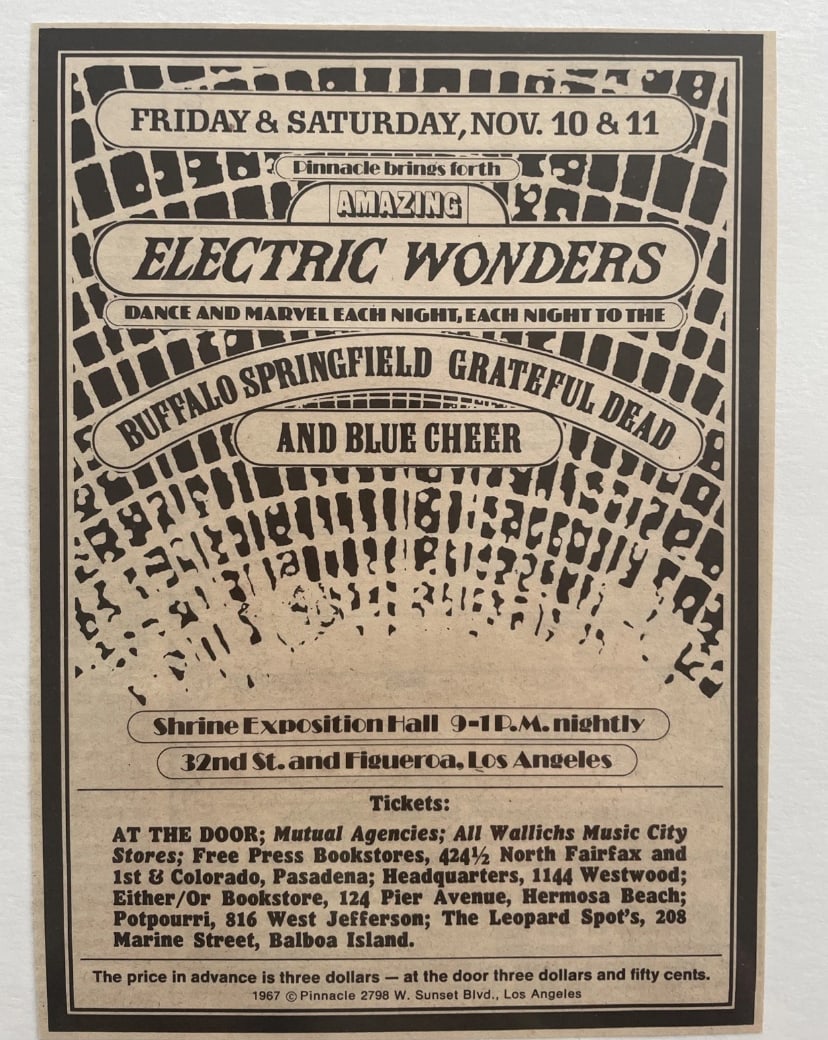 FRIDAY & SATURDAY, NOV. 10 & 11
Pinnacle brings forth
AMAZING
ELECTRIC WONDERS
DANCE AND MARVEL EACH NIGHT, EACH NIGHT TO THE
BUFFALO SPRINGFIELD GRATEFUL DEAD
AND BLUE CHEER
Shrine Exposition Hall 9-1 P.M. nightly
32nd St. and Figueroa, Los Angeles
Tickets:
AT THE DOOR; Mutual Agencies; All Wallichs Music City
Stores; Free Press Bookstores, 424½ North Fairfax and
1st & Colorado, Pasadena; Headquarters, 1144 Westwood;
Either/Or Bookstore, 124 Pier Avenue, Hermosa Beach;
Potpourri, 816 West Jefferson; The Leopard Spot's, 208
Marine Street, Balboa Island.
The price in advance is three dollars — at the door three dollars and fifty cents.
1967 © Pinnacle 2798 W. Sunset Blvd., Los Angeles